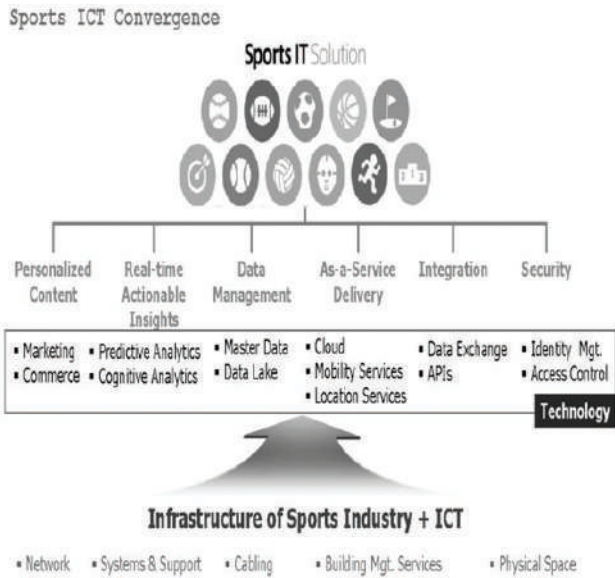 Sports ICT Convergence
Sports IT Solution
Personalized Content
Real-time Actionable Insights
Data Management
As-a-Service Delivery
Integration
Security
▪ Marketing
▪ Commerce
▪ Predictive Analytics
▪ Cognitive Analytics
▪ Master Data
▪ Data Lake
▪ Cloud
▪ Mobility Services
▪ Location Services
▪ Data Exchange
▪ APIs
▪ Identity Mgt.
▪ Access Control
Technology
Infrastructure of Sports Industry + ICT
▪ Network ▪ Systems & Support ▪ Cabling ▪ Building Mgt. Services ▪ Physical Space